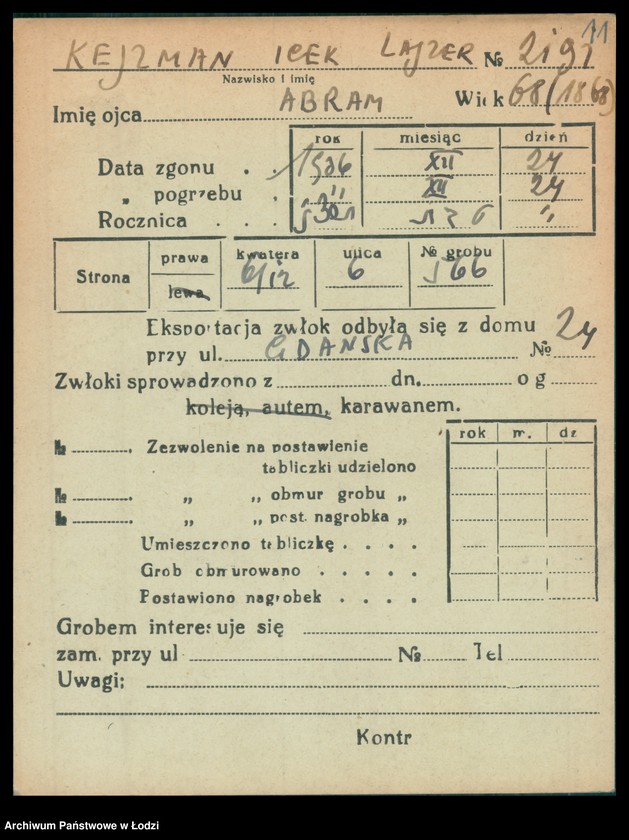 11
KEJZMAN ICEK LAJZER № 2191
Nazwisko i imię
Imię ojca ABRAM Wiek 68 (1868)
rok miesiąc dzień
Data zgonu . . 1936 XII 24
„ pogrzebu . " XII 24
Rocznica . . .
Strona prawa lewa kwatera ulica № grobu
6/12 6 566
Eksportacja zwłok odbyła się z domu
przy ul. GDAŃSKA № 24
Zwłoki sprowadzono z dn. o g
koleją, autem, karawanem.
rok m. dz
№ Zezwolenie na postawienie
tabliczki udzielono
№ „ „ obmur grobu „
№ „ „ post. nagrobka „
Umieszczono tabliczkę . . . .
Grob obmurowano . . . .
Postawiono nagrobek . . . .
Grobem interesuje się
zam. przy ul № Tel
Uwagi:
Kontr
Archiwum Państwowe w Łodzi